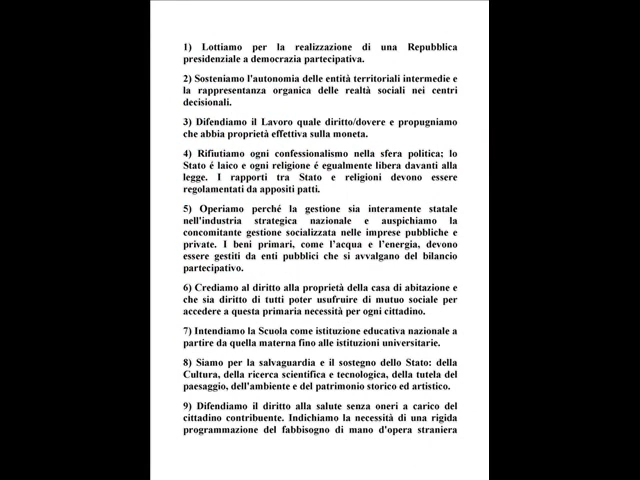 1) Lottiamo per la realizzazione di una Repubblica
presidenziale a democrazia partecipativa.
2) Sosteniamo l'autonomia delle entità territoriali intermedie e
la rappresentanza organica delle realtà sociali nei centri
decisionali.
3) Difendiamo il Lavoro quale diritto/dovere e propugniamo
che abbia proprietà effettiva sulla moneta.
4) Rifiutiamo ogni confessionalismo nella sfera politica; lo
Stato é laico e ogni religione é egualmente libera davanti alla
legge. I rapporti tra Stato e religioni devono essere
regolamentati da appositi patti.
5) Operiamo perché la gestione sia interamente statale
nell'industria strategica nazionale e auspichiamo la
concomitante gestione socializzata nelle imprese pubbliche e
private. I beni primari, come l'acqua e l'energia, devono
essere gestiti da enti pubblici che si avvalgano del bilancio
partecipativo.
6) Crediamo al diritto alla proprietà della casa di abitazione e
che sia diritto di tutti poter usufruire di mutuo sociale per
accedere a questa primaria necessità per ogni cittadino.
7) Intendiamo la Scuola come istituzione educativa nazionale a
partire da quella materna fino alle istituzioni universitarie.
8) Siamo per la salvaguardia e il sostegno dello Stato: della
Cultura, della ricerca scientifica e tecnologica, della tutela del
paesaggio, dell'ambiente e del patrimonio storico ed artistico.
9) Difendiamo il diritto alla salute senza oneri a carico del
cittadino contribuente. Indichiamo la necessità di una rigida
programmazione del fabbisogno di mano d'opera straniera